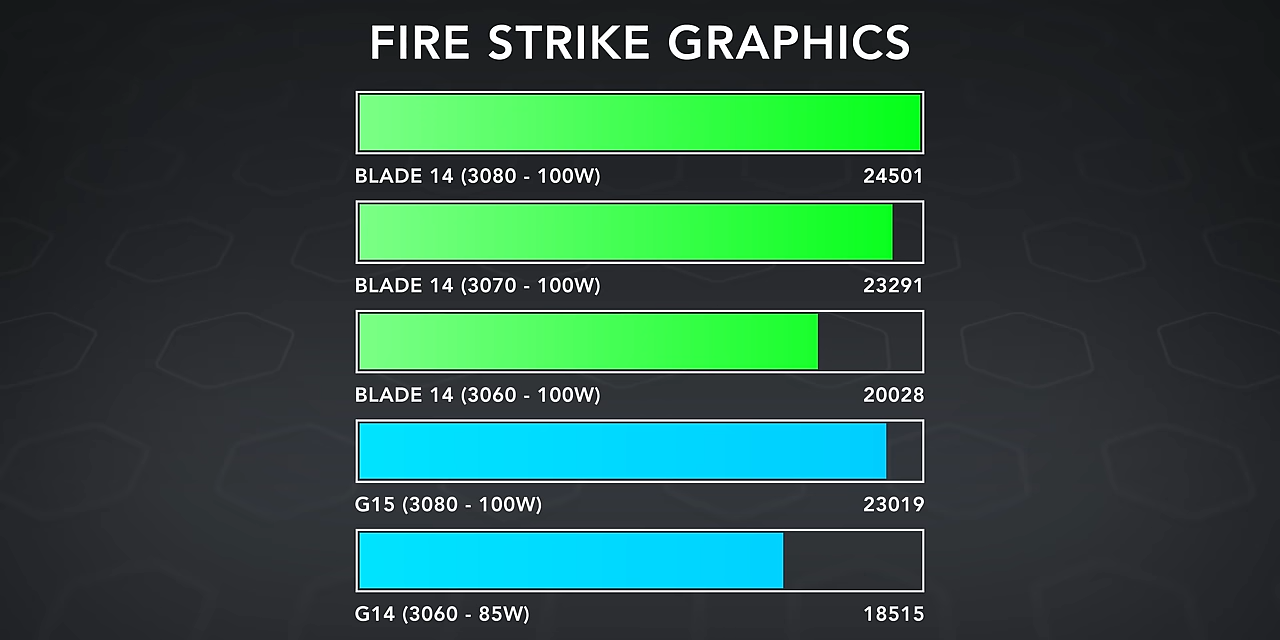 FIRE STRIKE GRAPHICS
BLADE 14 (3080 - 100W) 24501
BLADE 14 (3070 - 100W) 23291
BLADE 14 (3060 - 100W) 20028
G15 (3080 - 100W) 23019
G14 (3060 - 85W) 18515